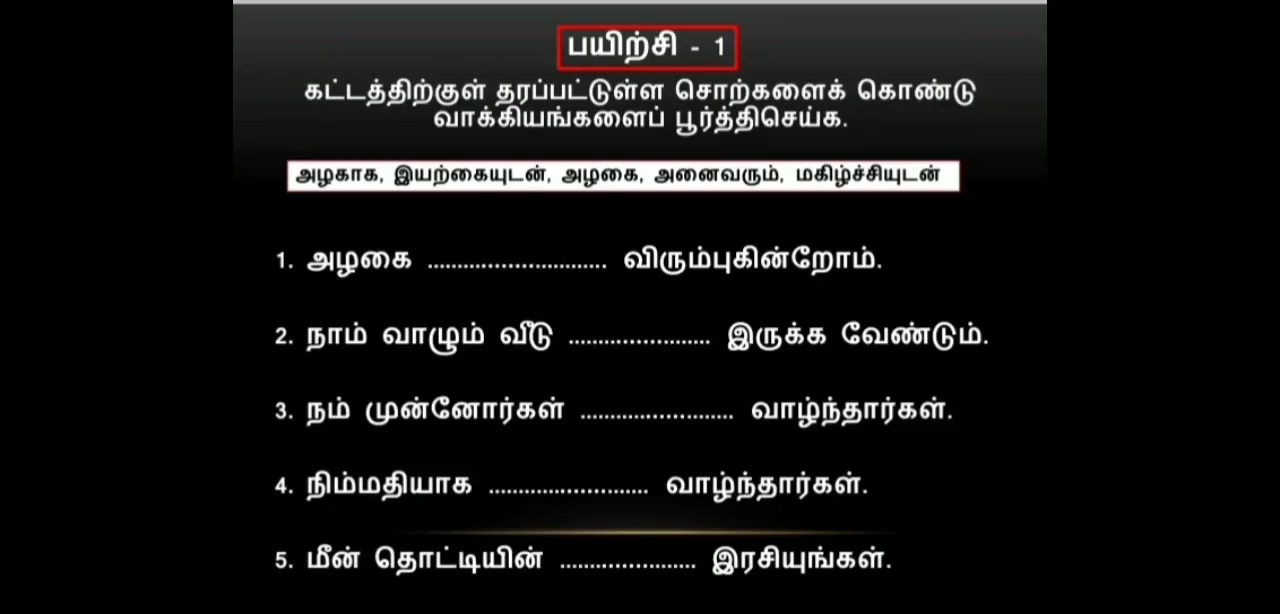 பயிற்சி - 1
கட்டத்திற்குள் தரப்பட்டுள்ள சொற்களைக் கொண்டு
வாக்கியங்களைப் பூர்த்திசெய்க.
அழகாக, இயற்கையுடன், அழகை, அனைவரும், மகிழ்ச்சியுடன்
1. அழகை .............................. விரும்புகின்றோம்.
2. நாம் வாழும் வீடு ........................ இருக்க வேண்டும்.
3. நம் முன்னோர்கள் .......................... வாழ்ந்தார்கள்.
4. நிம்மதியாக ........................... வாழ்ந்தார்கள்.
5. மீன் தொட்டியின் ....................... இரசியுங்கள்.